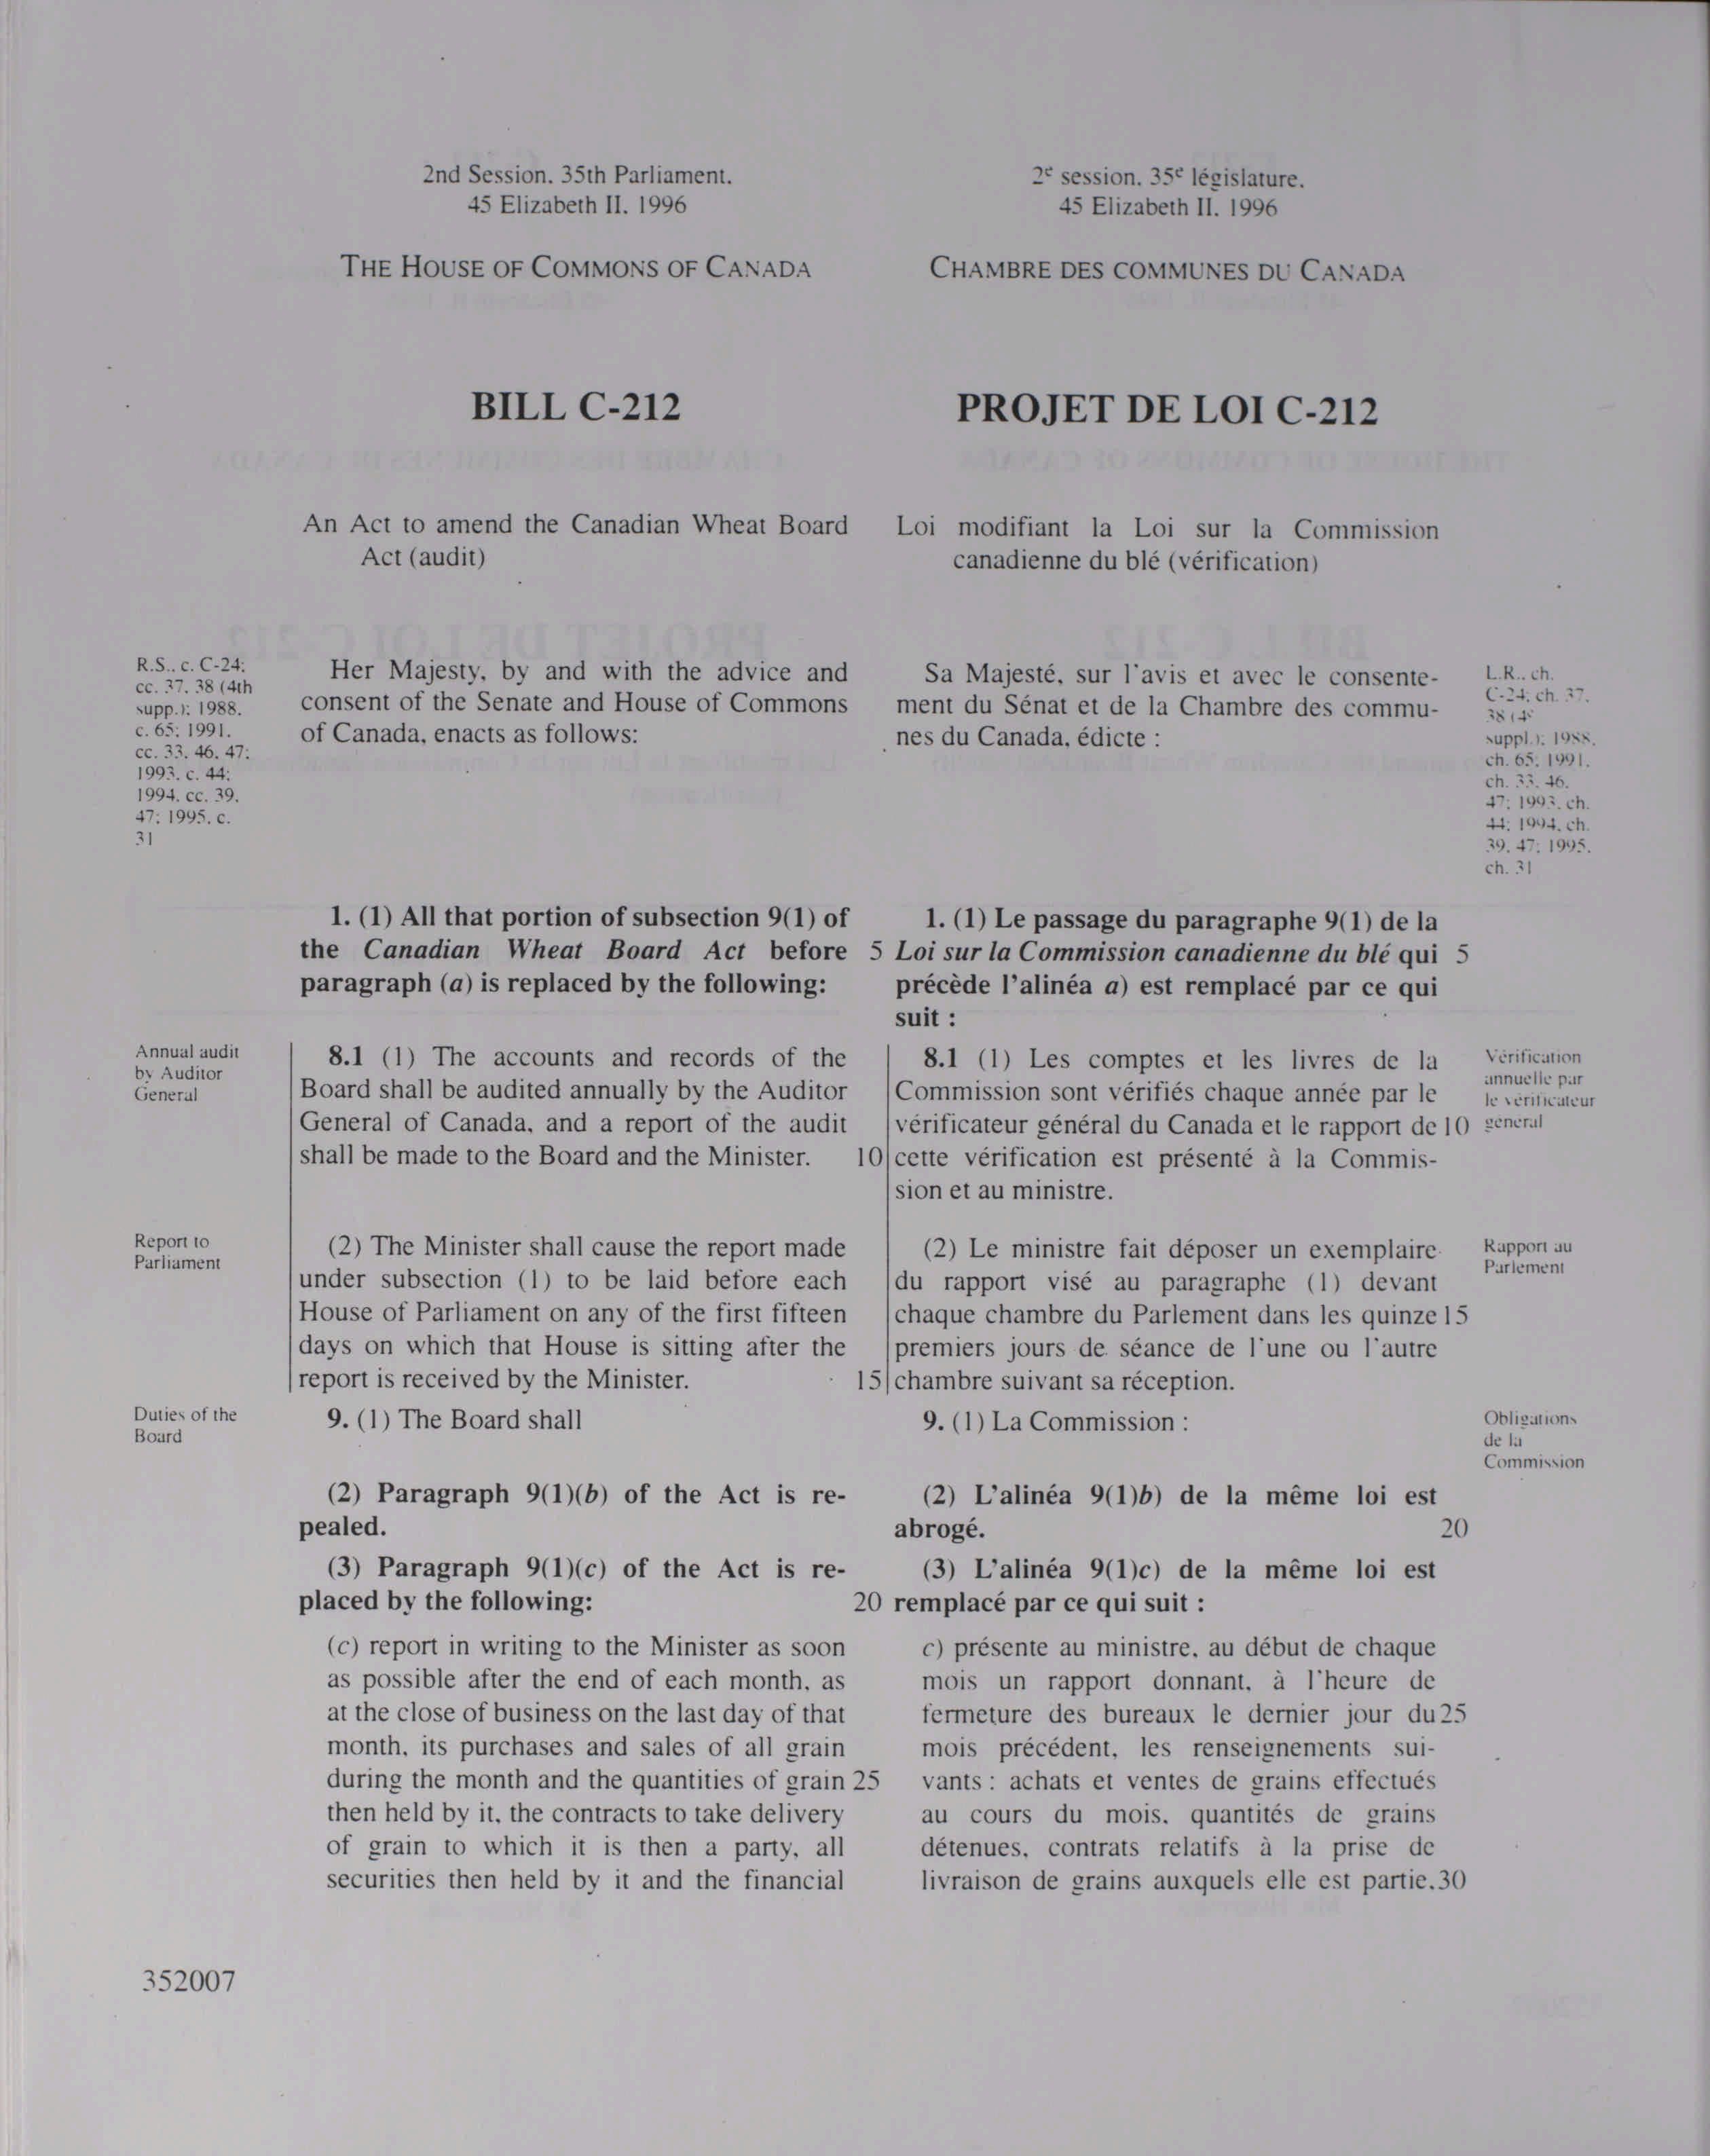 2nd Session, 35th Parliament,
45 Elizabeth II, 1996
THE HOUSE OF COMMONS OF CANADA
BILL C-212
An Act to amend the Canadian Wheat Board
Act (audit)
R.S., c. C-24;
cc. 37, 38 (4th
supp.); 1988,
c. 65; 1991,
cc. 33, 46, 47;
1993, c. 44;
1994, cc. 39,
47; 1995, c.
31
Her Majesty, by and with the advice and
consent of the Senate and House of Commons
of Canada, enacts as follows:
1. (1) All that portion of subsection 9(1) of
the Canadian Wheat Board Act before 5
paragraph (a) is replaced by the following:
Annual audit
by Auditor
General
8.1 (1) The accounts and records of the
Board shall be audited annually by the Auditor
General of Canada, and a report of the audit
shall be made to the Board and the Minister. 10
Report to
Parliament
(2) The Minister shall cause the report made
under subsection (1) to be laid before each
House of Parliament on any of the first fifteen
days on which that House is sitting after the
report is received by the Minister. 15
Duties of the
Board
9. (1) The Board shall
(2) Paragraph 9(1)(b) of the Act is re-
pealed.
(3) Paragraph 9(1)(c) of the Act is re-
placed by the following: 20
(c) report in writing to the Minister as soon
as possible after the end of each month, as
at the close of business on the last day of that
month, its purchases and sales of all grain
during the month and the quantities of grain 25
then held by it, the contracts to take delivery
of grain to which it is then a party, all
securities then held by it and the financial
2e session, 35e législature,
45 Elizabeth II, 1996
CHAMBRE DES COMMUNES DU CANADA
PROJET DE LOI C-212
Loi modifiant la Loi sur la Commission
canadienne du blé (vérification)
Sa Majesté, sur l'avis et avec le consente-
ment du Sénat et de la Chambre des commu-
nes du Canada, édicte :
L.R., ch.
C-24; ch. 37,
38 (4e
suppl.); 1988,
ch. 65; 1991,
ch. 33, 46,
47; 1993, ch.
44; 1994, ch.
39, 47; 1995,
ch. 31
1. (1) Le passage du paragraphe 9(1) de la
Loi sur la Commission canadienne du blé qui 5
précède l'alinéa a) est remplacé par ce qui
suit :
8.1 (1) Les comptes et les livres de la
Commission sont vérifiés chaque année par le
vérificateur général du Canada et le rapport de 10
cette vérification est présenté à la Commis-
sion et au ministre.
Vérification
annuelle par
le vérificateur
général
(2) Le ministre fait déposer un exemplaire
du rapport visé au paragraphe (1) devant
chaque chambre du Parlement dans les quinze 15
premiers jours de séance de l'une ou l'autre
chambre suivant sa réception.
Rapport au
Parlement
9. (1) La Commission :
Obligations
de la
Commission
(2) L'alinéa 9(1)b) de la même loi est
abrogé. 20
(3) L'alinéa 9(1)c) de la même loi est
remplacé par ce qui suit :
c) présente au ministre, au début de chaque
mois un rapport donnant, à l'heure de
fermeture des bureaux le dernier jour du 25
mois précédent, les renseignements sui-
vants : achats et ventes de grains effectués
au cours du mois, quantités de grains
détenues, contrats relatifs à la prise de
livraison de grains auxquels elle est partie, 30
352007